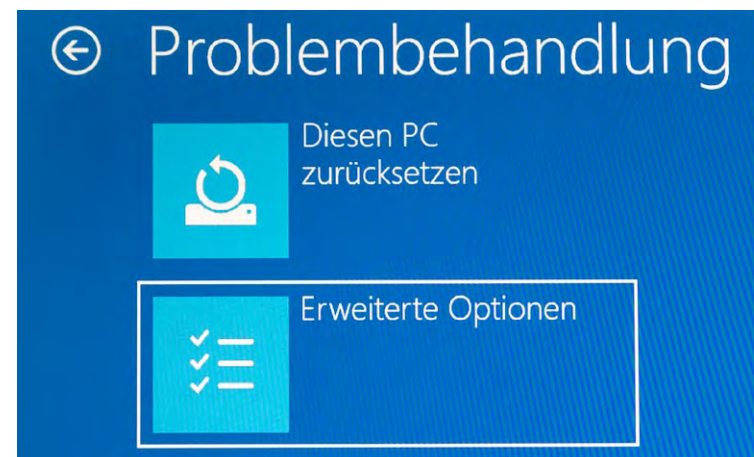 Problembehandlung
Diesen PC
zurücksetzen
Erweiterte Optionen